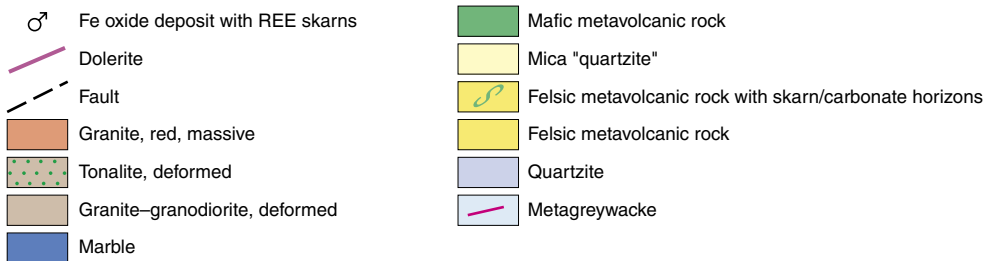 Fe oxide deposit with REE skarns
Dolerite
Fault
Granite, red, massive
Tonalite, deformed
Granite–granodiorite, deformed
Marble
Mafic metavolcanic rock
Mica "quartzite"
Felsic metavolcanic rock with skarn/carbonate horizons
Felsic metavolcanic rock
Quartzite
Metagreywacke